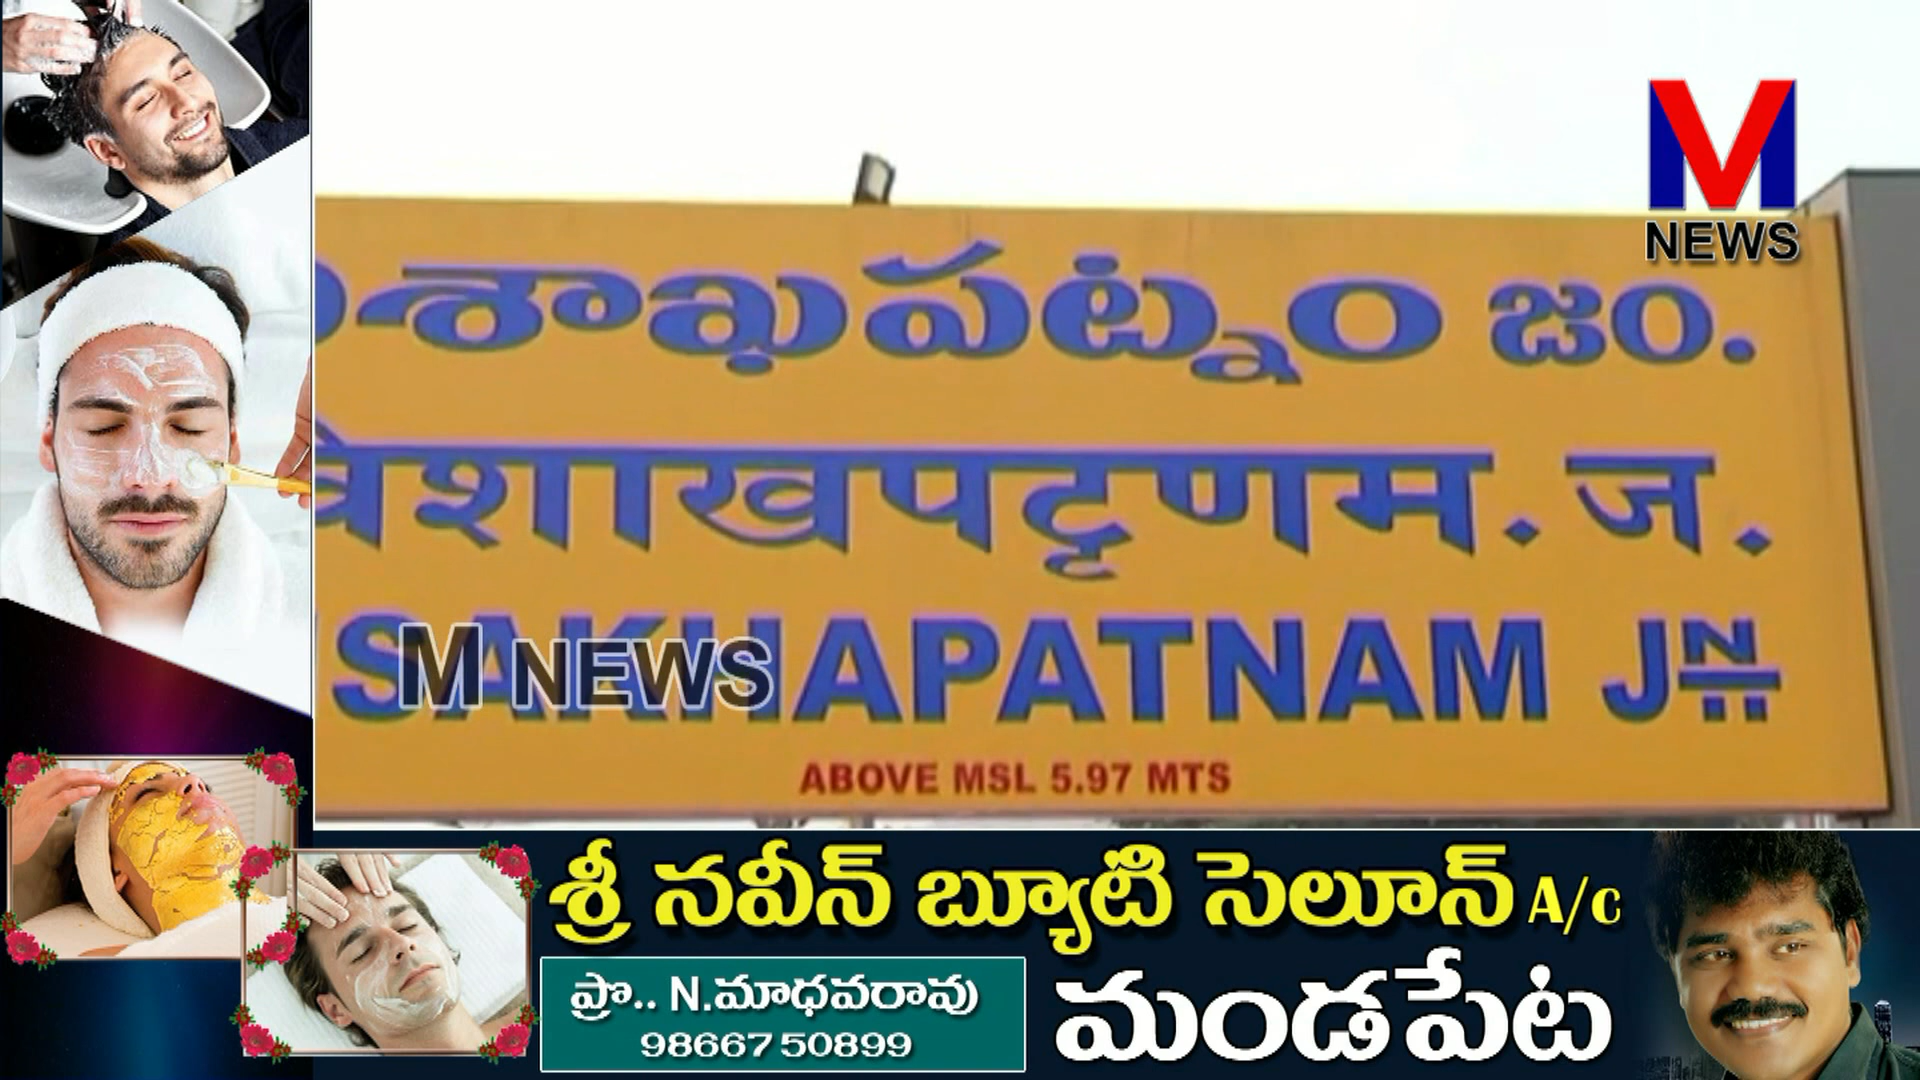 M
NEWS
శాఖపట్నం జం.
विशाखपट्टणम. ज.
SAKHAPATNAM JN
M NEWS
ABOVE MSL 5.97 MTS
శ్రీ నవీన్ బ్యూటి సెలూన్ A/c
ప్రొ.. N.మాధవరావు
98667 50899
మండపేట